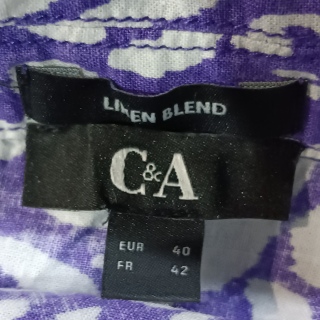 LINEN BLEND
C&A
EUR 40
FR 42